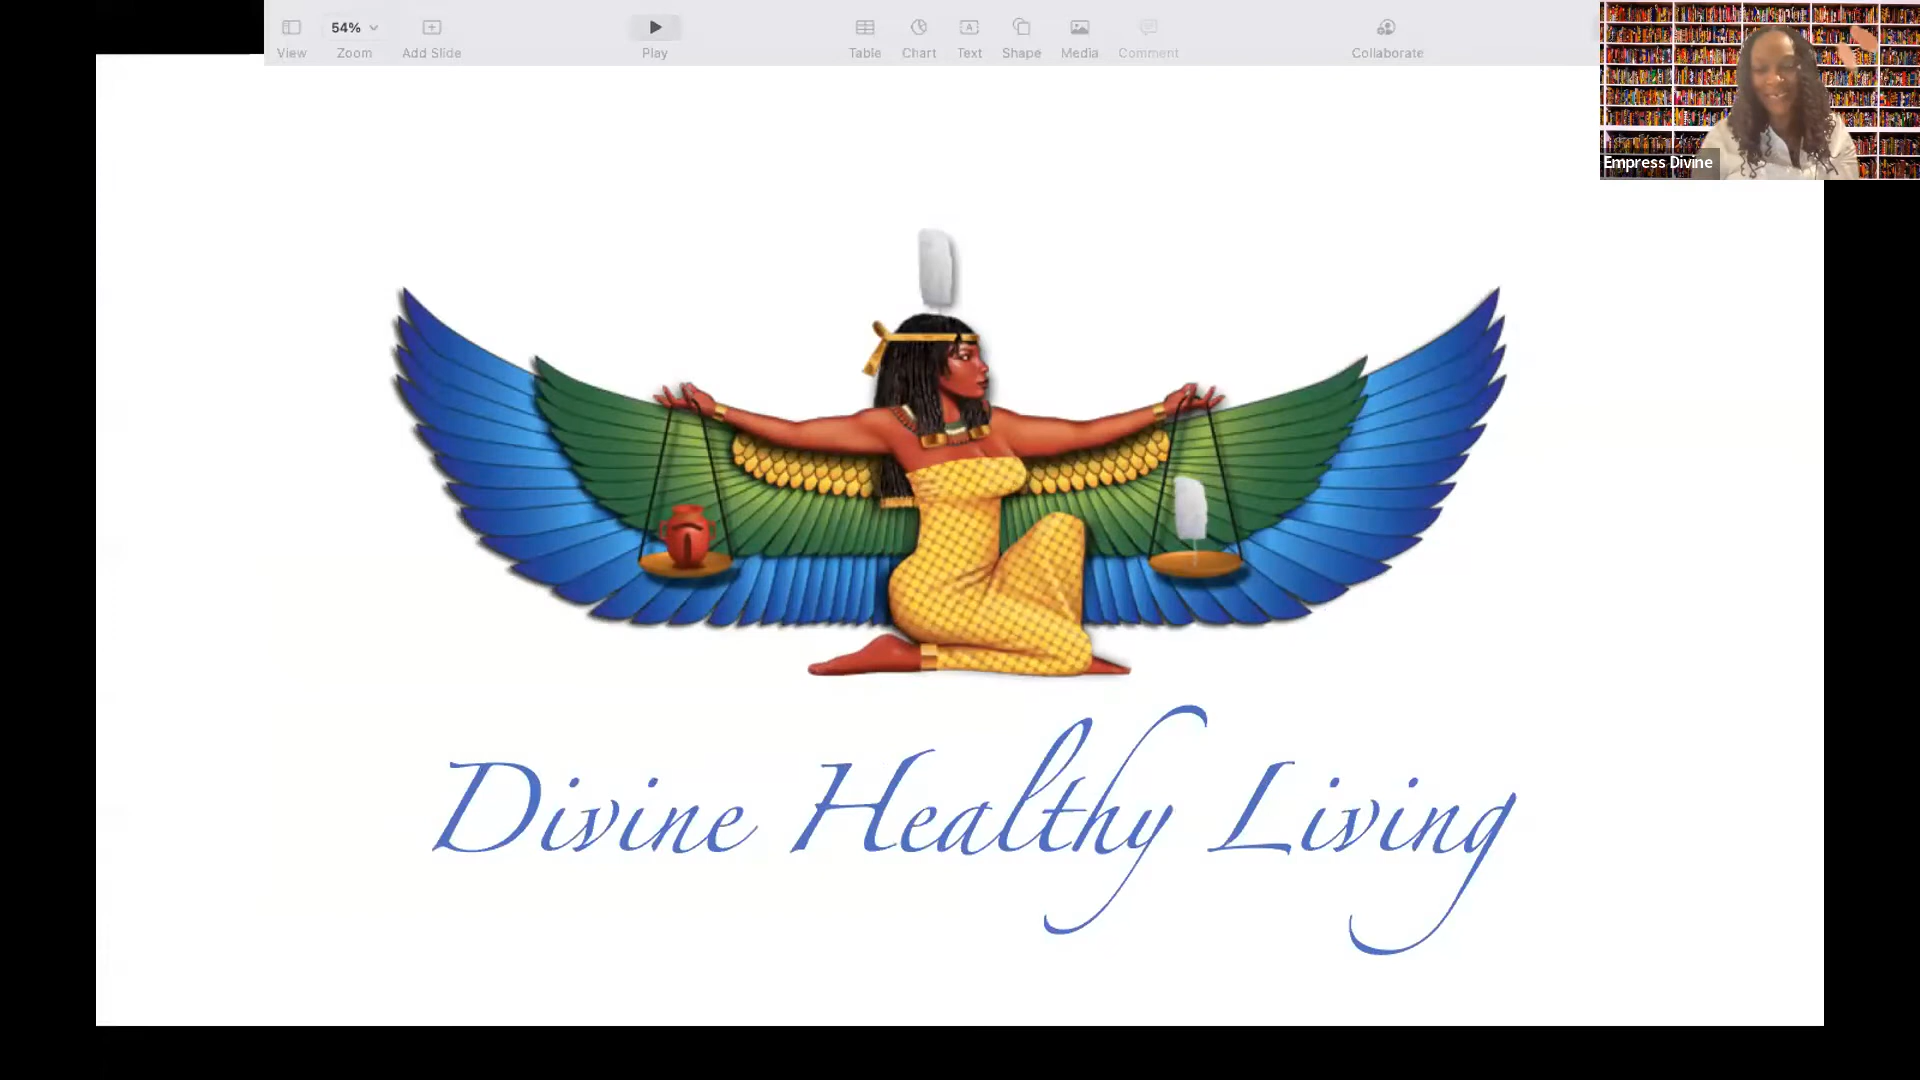 54%
View
Zoom
Add Slide
Play
Table
Chart
Text
Shape
Media
Comment
Collaborate
Empress Divine
Divine Healthy Living